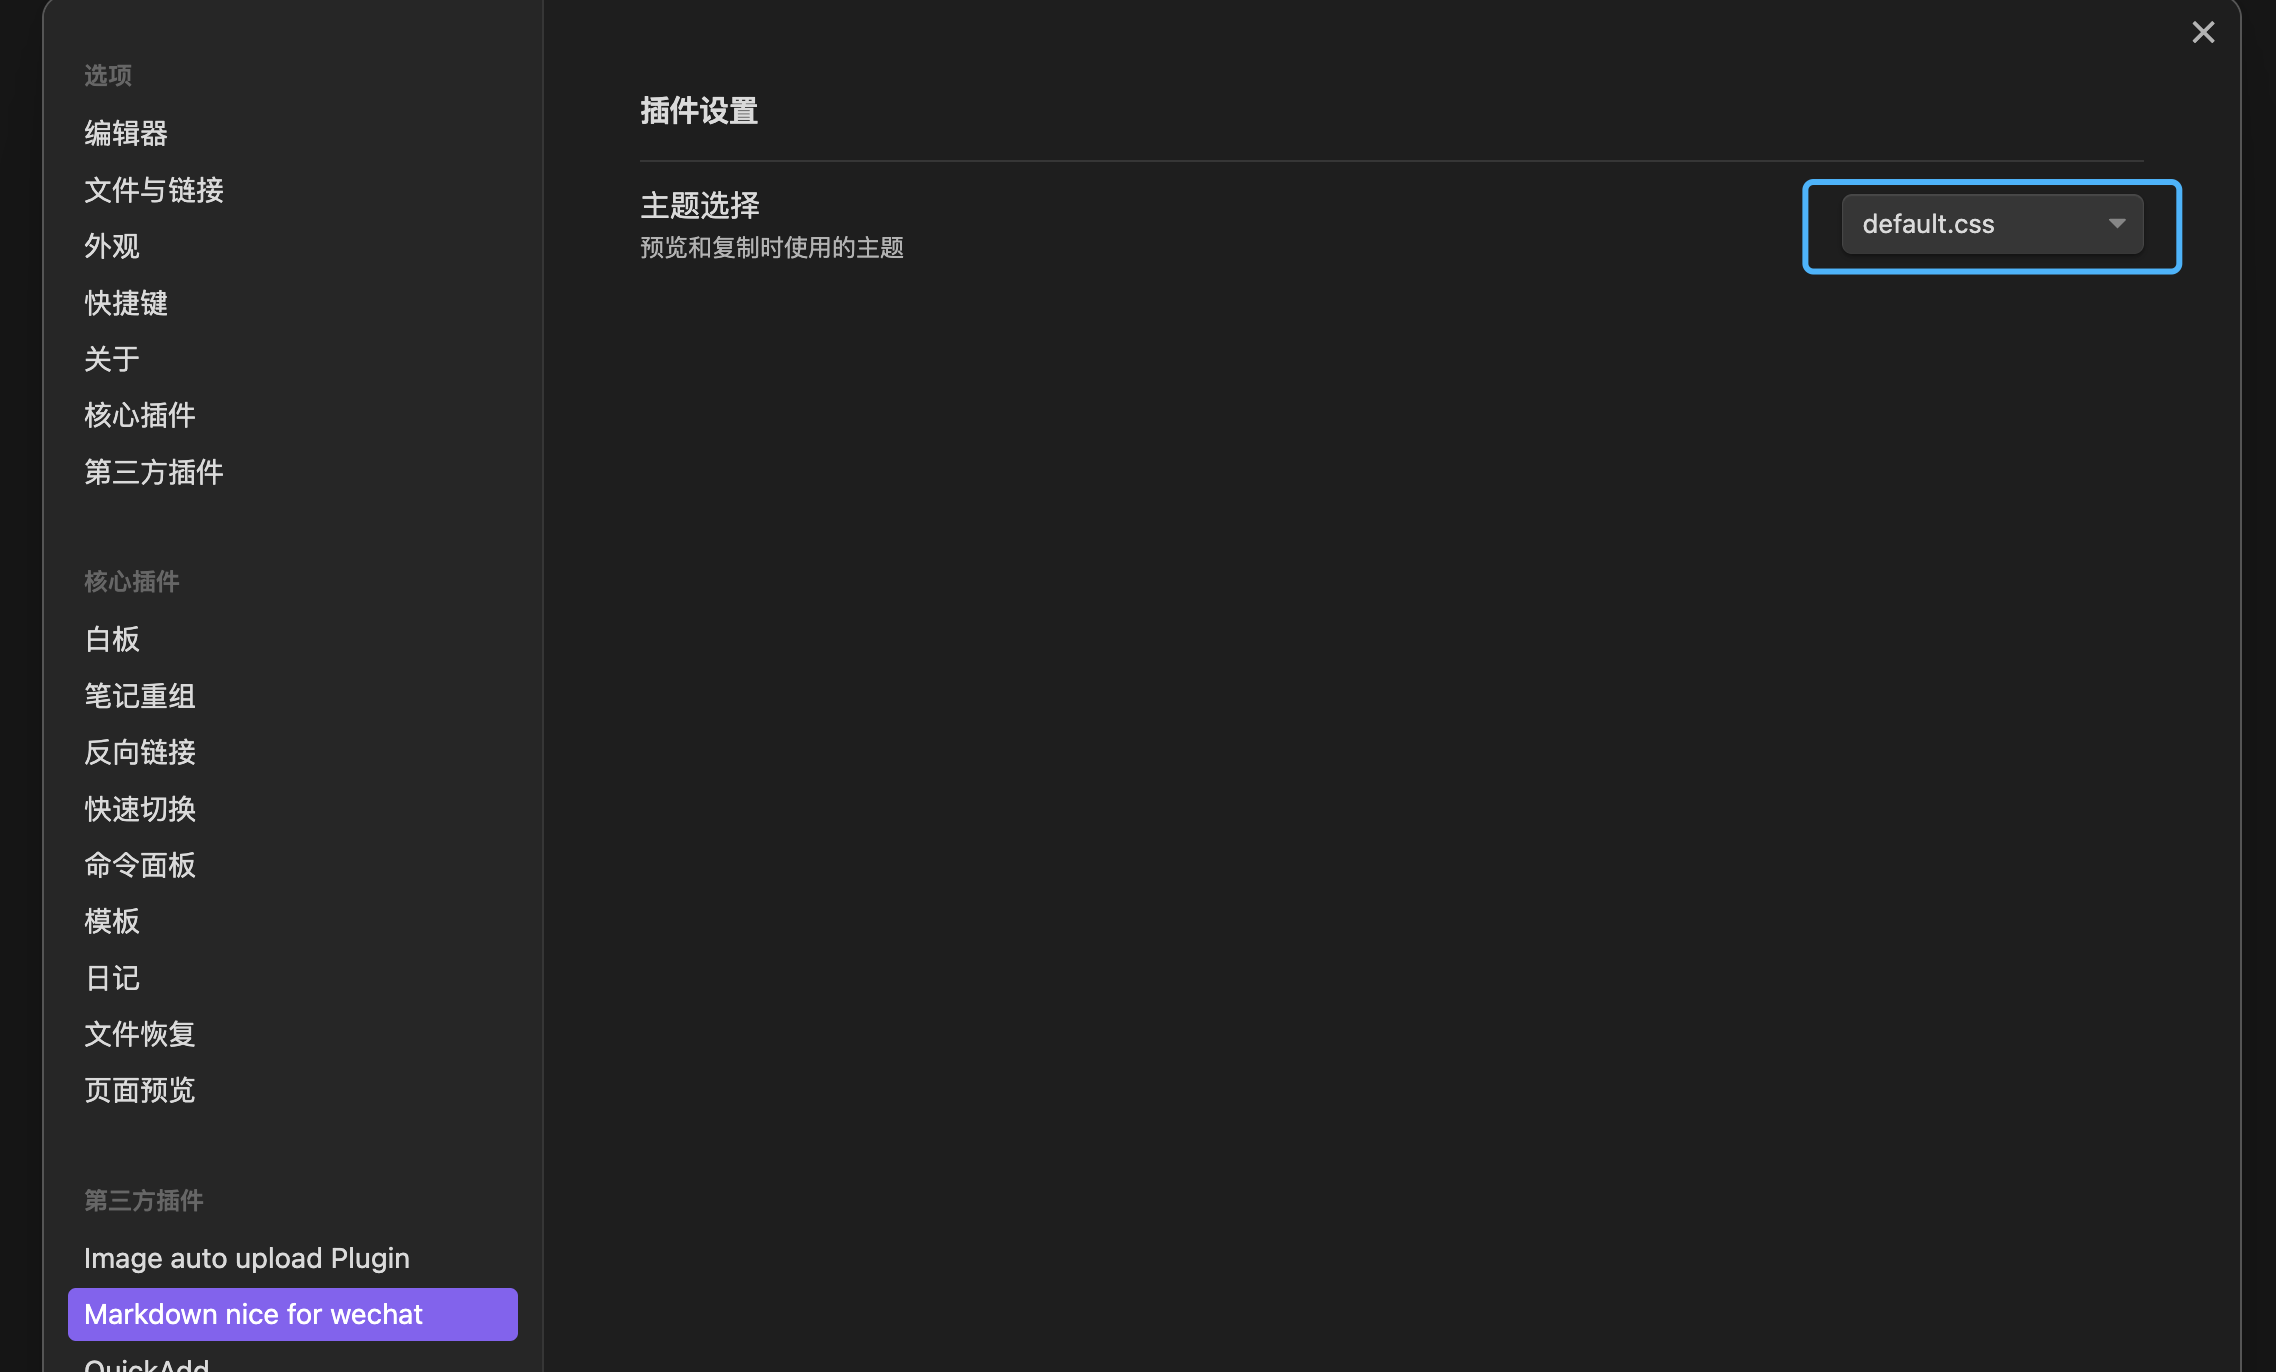 选项
编辑器
文件与链接
外观
快捷键
关于
核心插件
第三方插件
核心插件
白板
笔记重组
反向链接
快速切换
命令面板
模板
日记
文件恢复
页面预览
第三方插件
Image auto upload Plugin
Markdown nice for wechat
QuickAdd
插件设置
主题选择
预览和复制时使用的主题
default.css